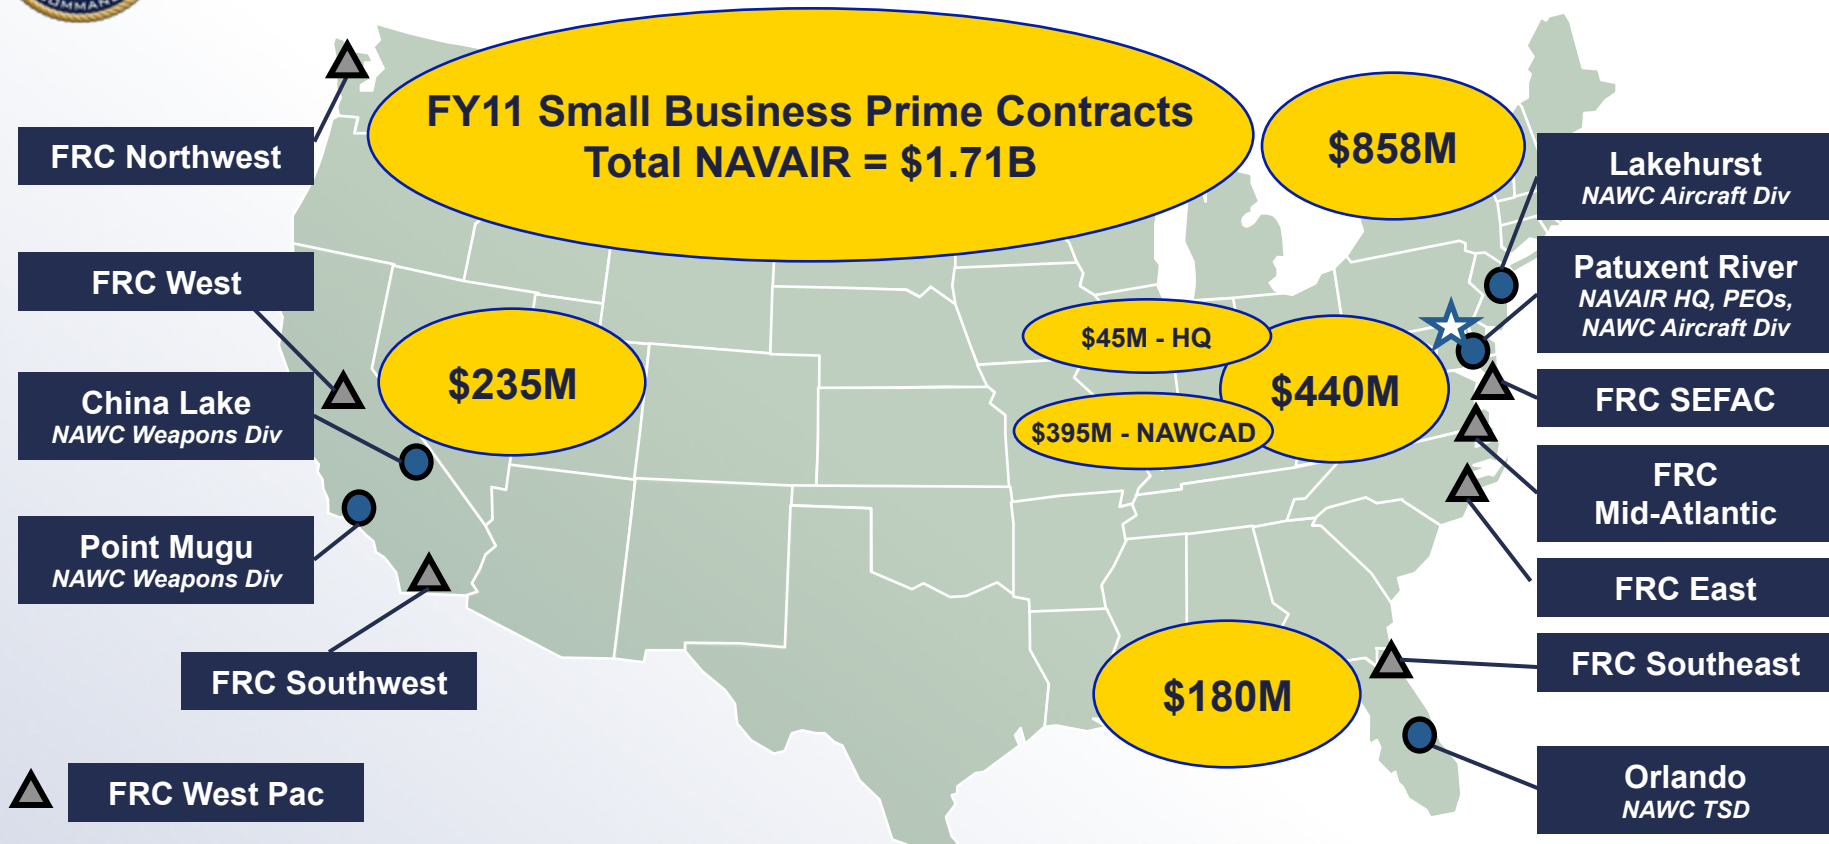 COMMAND
FY11 Small Business Prime Contracts
Total NAVAIR = $1.71B
$858M
FRC Northwest
Lakehurst
NAWC Aircraft Div
FRC West
Patuxent River
NAVAIR HQ, PEOs,
NAWC Aircraft Div
$45M - HQ
$235M
$440M
China Lake
NAWC Weapons Div
FRC SEFAC
$395M - NAWCAD
FRC
Mid-Atlantic
Point Mugu
NAWC Weapons Div
FRC East
FRC Southwest
$180M
FRC Southeast
FRC West Pac
Orlando
NAWC TSD